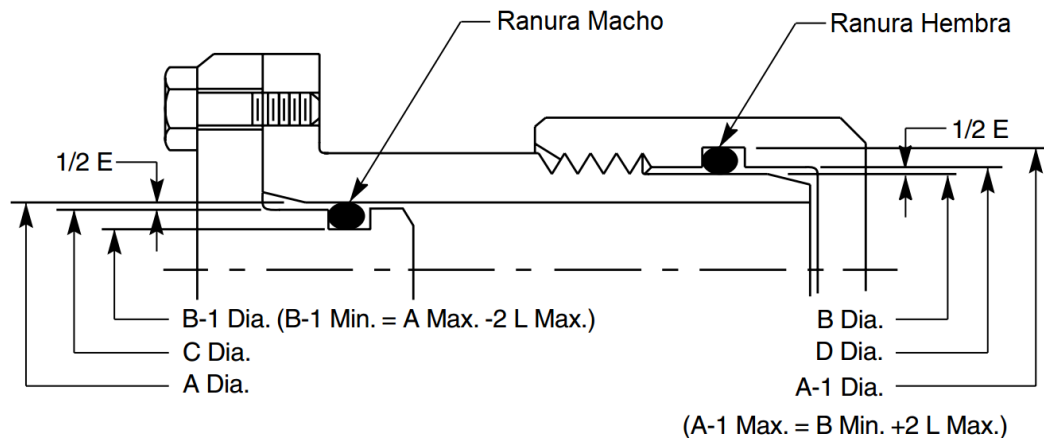 Ranura Macho
Ranura Hembra
1/2 E
1/2 E
B-1 Dia. (B-1 Min. = A Max. -2 L Max.)
C Dia.
A Dia.
B Dia.
D Dia.
A-1 Dia.
(A-1 Max. = B Min. +2 L Max.)